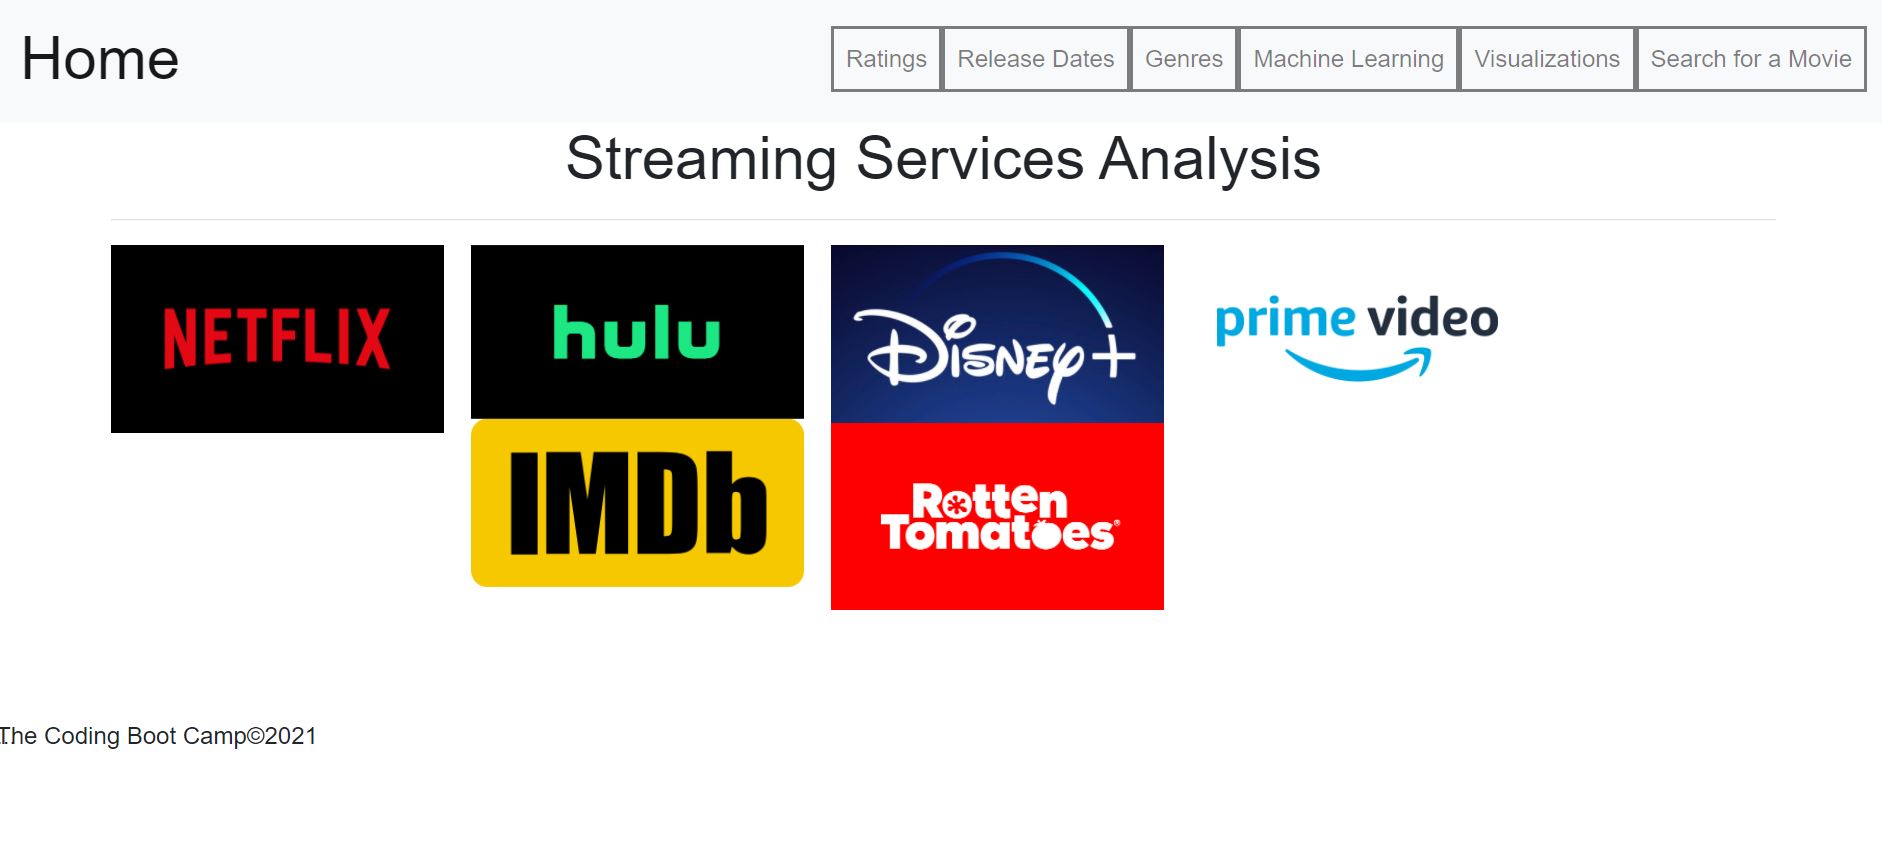 Home
Ratings
Release Dates
Genres
Machine Learning
Visualizations
Search for a Movie
Streaming Services Analysis
NETFLIX
hulu
Disney+
prime video
IMDb
Rotten
Tomatoes®
The Coding Boot Camp©2021